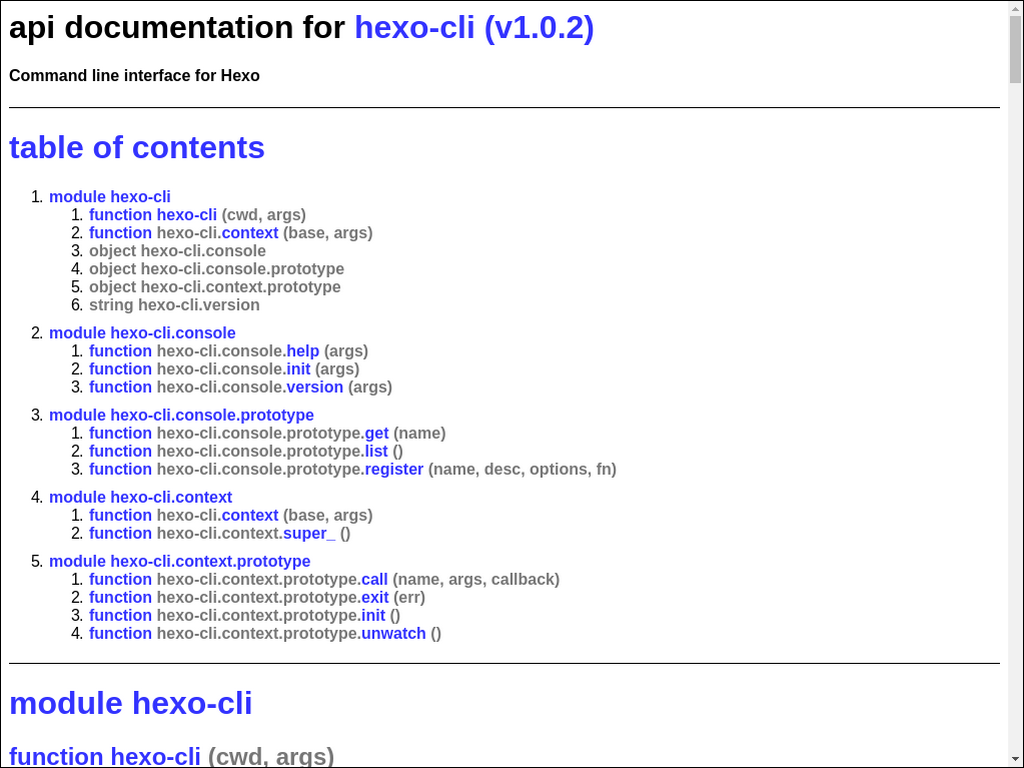 api documentation for hexo-cli (v1.0.2)
Command line interface for Hexo
table of contents
1. module hexo-cli
1. function hexo-cli (cwd, args)
2. function hexo-cli.context (base, args)
3. object hexo-cli.console
4. object hexo-cli.console.prototype
5. object hexo-cli.context.prototype
6. string hexo-cli.version
2. module hexo-cli.console
1. function hexo-cli.console.help (args)
2. function hexo-cli.console.init (args)
3. function hexo-cli.console.version (args)
3. module hexo-cli.console.prototype
1. function hexo-cli.console.prototype.get (name)
2. function hexo-cli.console.prototype.list ()
3. function hexo-cli.console.prototype.register (name, desc, options, fn)
4. module hexo-cli.context
1. function hexo-cli.context (base, args)
2. function hexo-cli.context.super_ ()
5. module hexo-cli.context.prototype
1. function hexo-cli.context.prototype.call (name, args, callback)
2. function hexo-cli.context.prototype.exit (err)
3. function hexo-cli.context.prototype.init ()
4. function hexo-cli.context.prototype.unwatch ()
module hexo-cli
function hexo-cli (cwd, args)